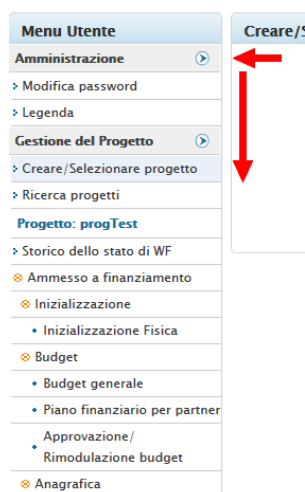 Menu Utente
Creare/S
Amministrazione
Modifica password
Legenda
Gestione del Progetto
Creare/Selezionare progetto
Ricerca progetti
Progetto: progTest
Storico dello stato di WF
Ammesso a finanziamento
Inizializzazione
Inizializzazione Fisica
Budget
Budget generale
Piano finanziario per partner
Approvazione/
Rimodulazione budget
Anagrafica